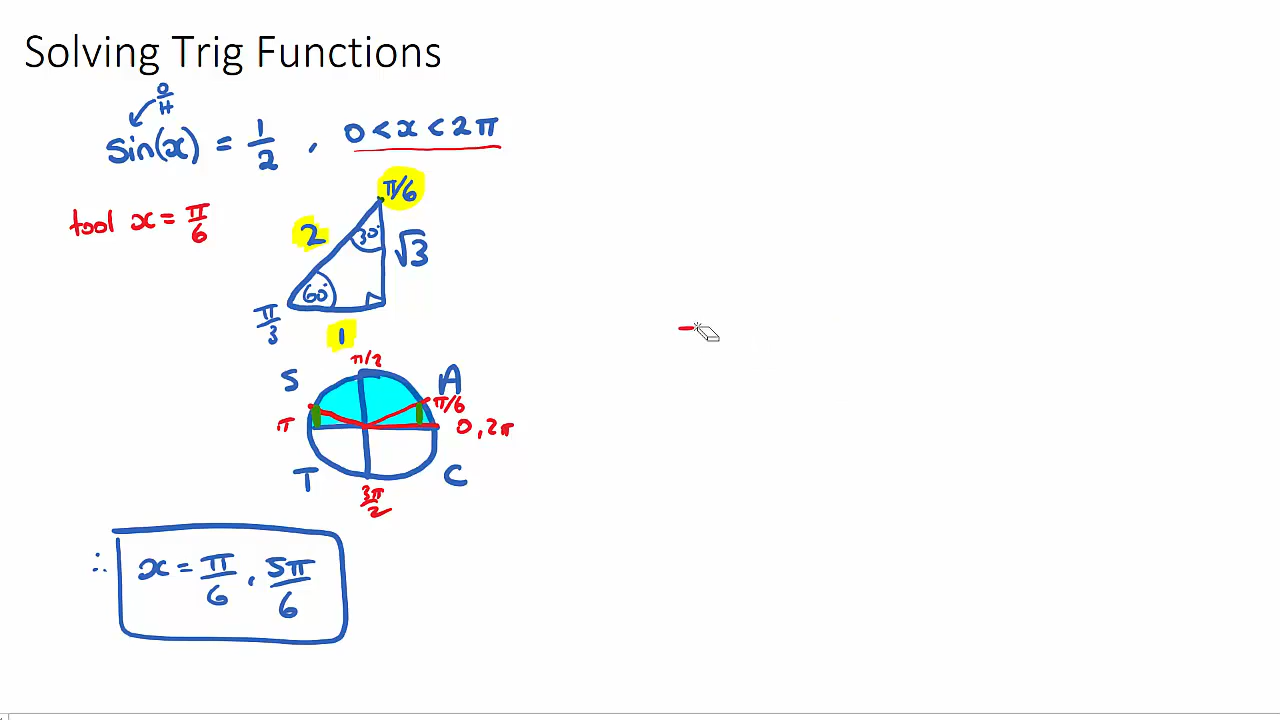 Solving Trig Functions
O/H
sin(x) = 1/2 , 0 < x < 2π
tool x = π/6
π/6
2
30°
√3
60°
π/3
1
π/2
S
A
π/6
π
0, 2π
T
C
3π/2
∴ x = π/6 , 5π/6